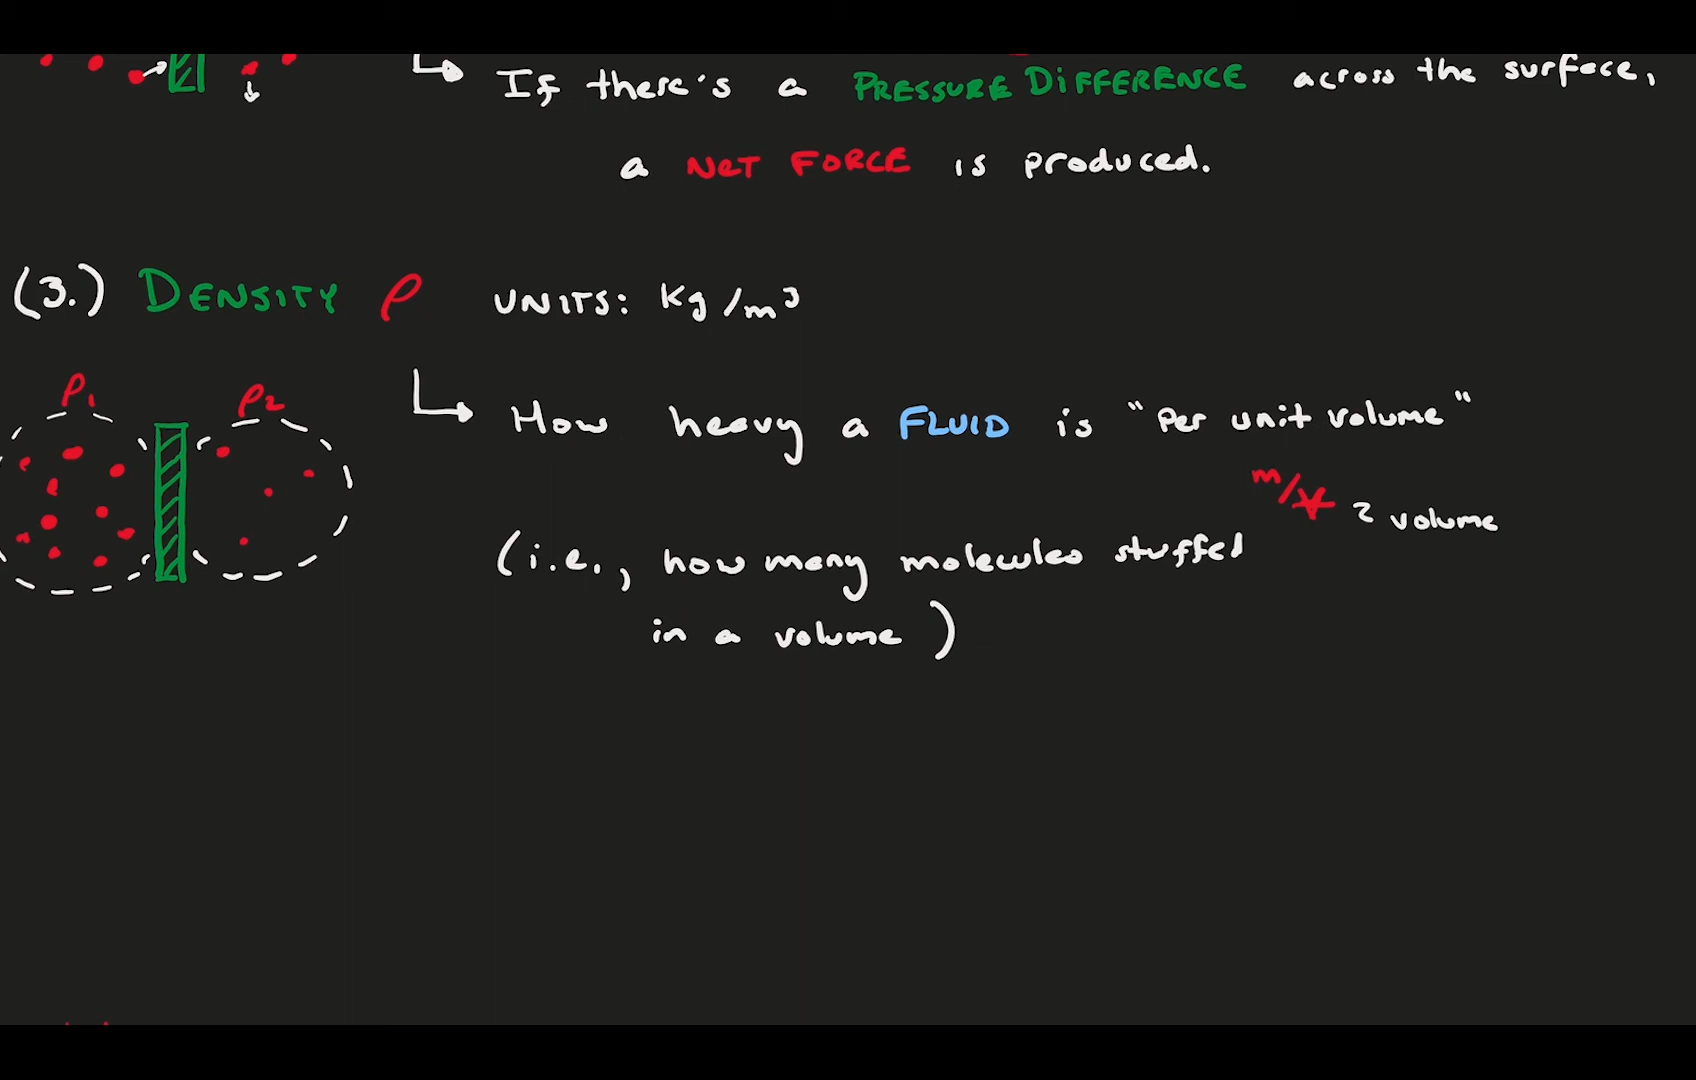 If there's a PRESSURE DIFFERENCE across the surface,
a NET FORCE is produced.
(3.) DENSITY ρ UNITS: kg/m³
ρ₁ ρ₂
How heavy a FLUID is "per unit volume"
m/V volume
(i.e., how many molecules stuffed
in a volume)